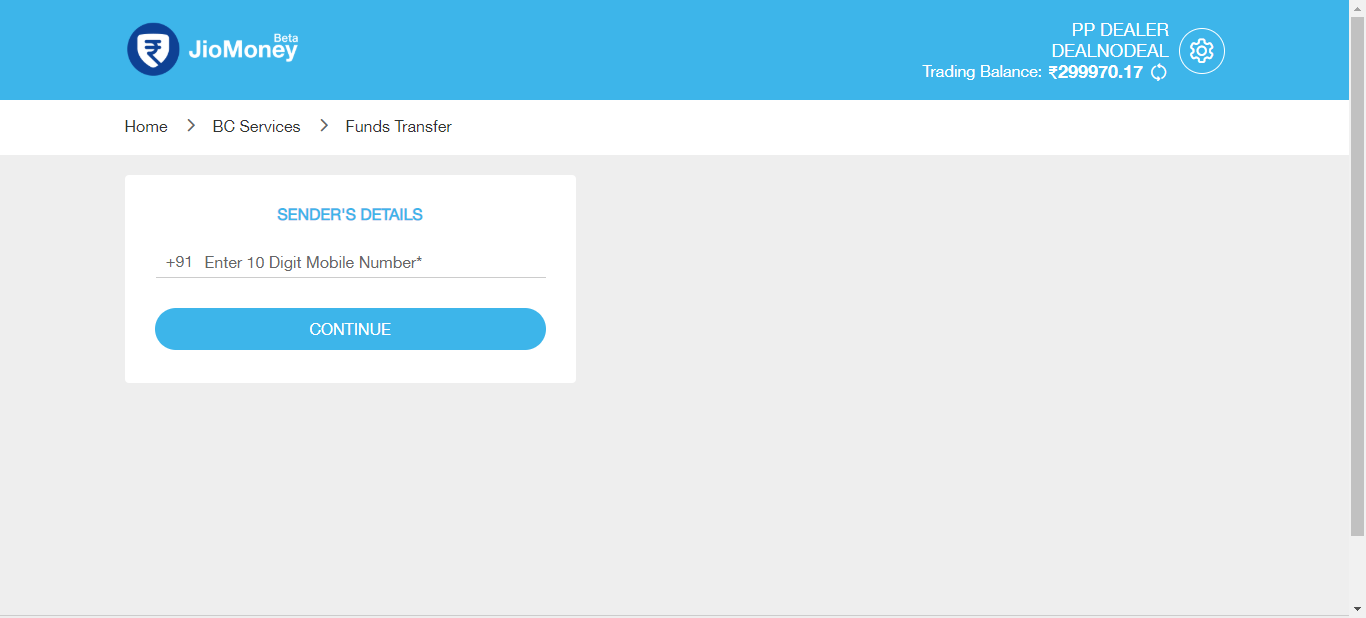 JioMoney Beta
PP DEALER
DEALNODEAL
Trading Balance: ₹299970.17
Home > BC Services > Funds Transfer
SENDER'S DETAILS
+91 Enter 10 Digit Mobile Number*
CONTINUE